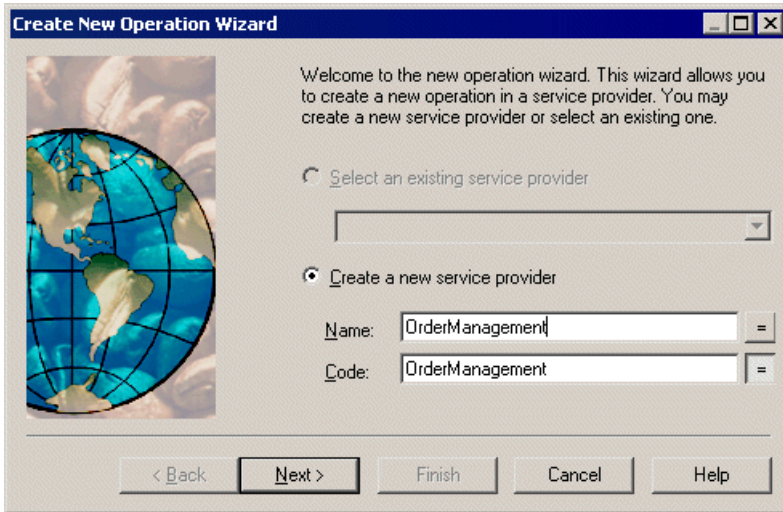 Create New Operation Wizard
Welcome to the new operation wizard. This wizard allows you
to create a new operation in a service provider. You may
create a new service provider or select an existing one.
Select an existing service provider
Create a new service provider
Name: OrderManagement =
Code: OrderManagement =
< Back Next > Finish Cancel Help